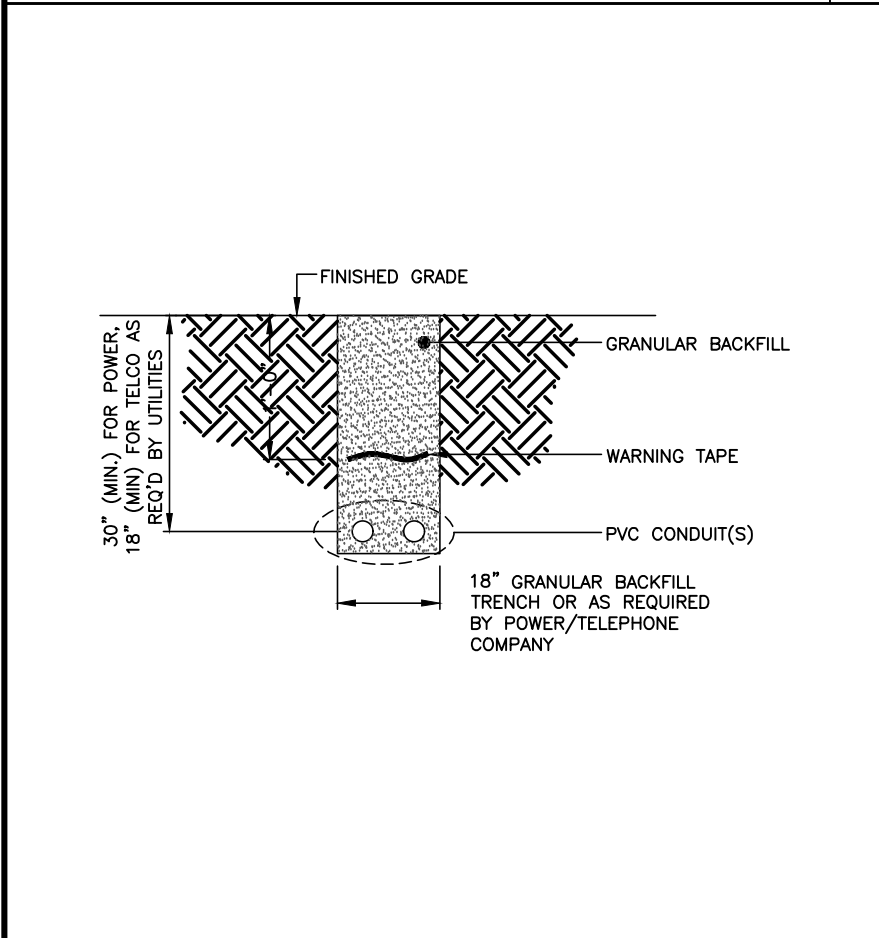 FINISHED GRADE
30" (MIN.) FOR POWER,
18" (MIN) FOR TELCO AS
REQ'D BY UTILITIES
GRANULAR BACKFILL
WARNING TAPE
PVC CONDUIT(S)
18" GRANULAR BACKFILL
TRENCH OR AS REQUIRED
BY POWER/TELEPHONE
COMPANY